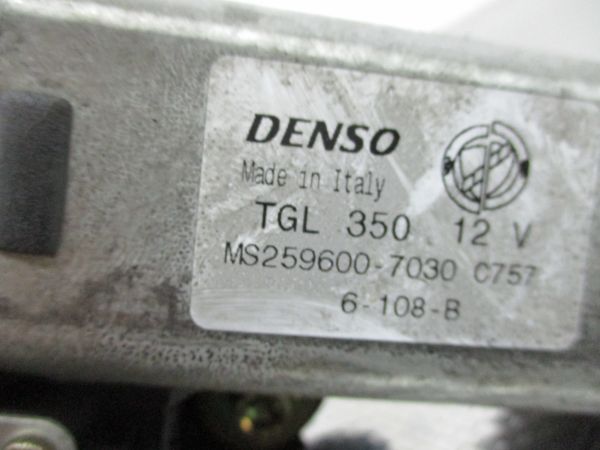 DENSO
Made in Italy
TGL 350 12 V
MS259600-7030 C757
6-108-B